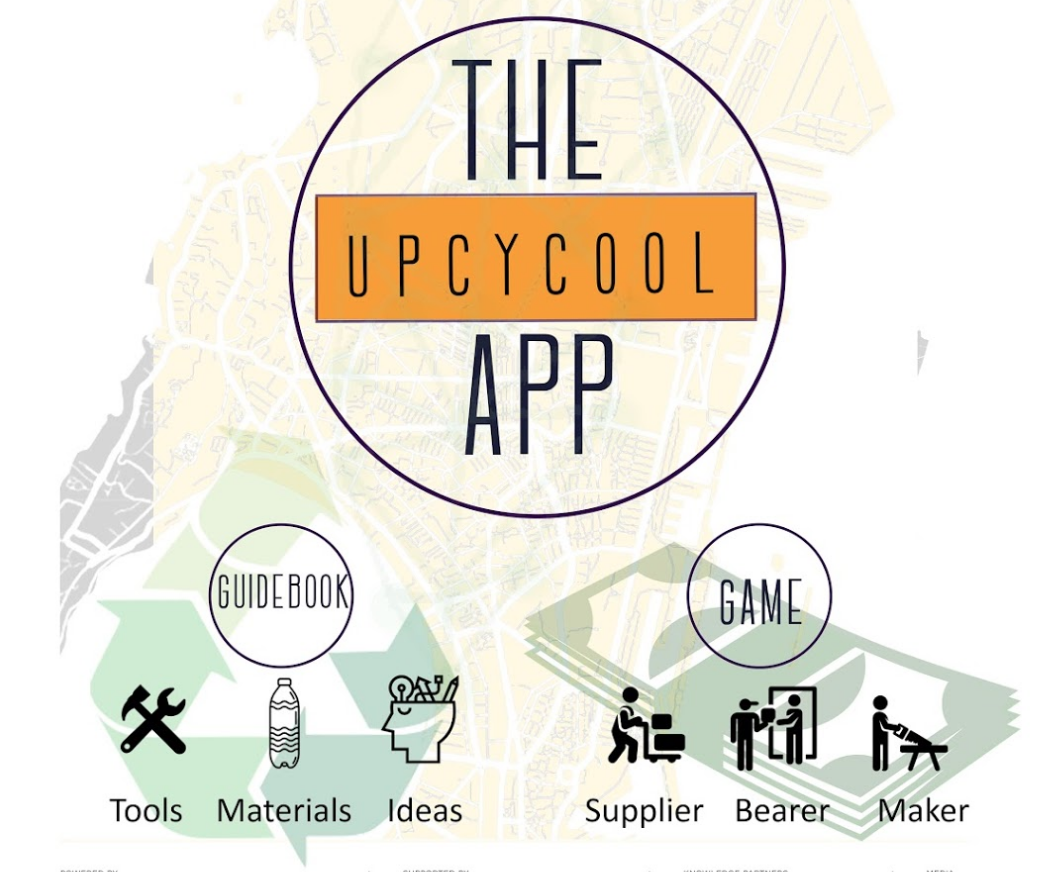 THE
UPCYCOOL
APP
GUIDEBOOK
GAME
Tools Materials Ideas
Supplier Bearer Maker